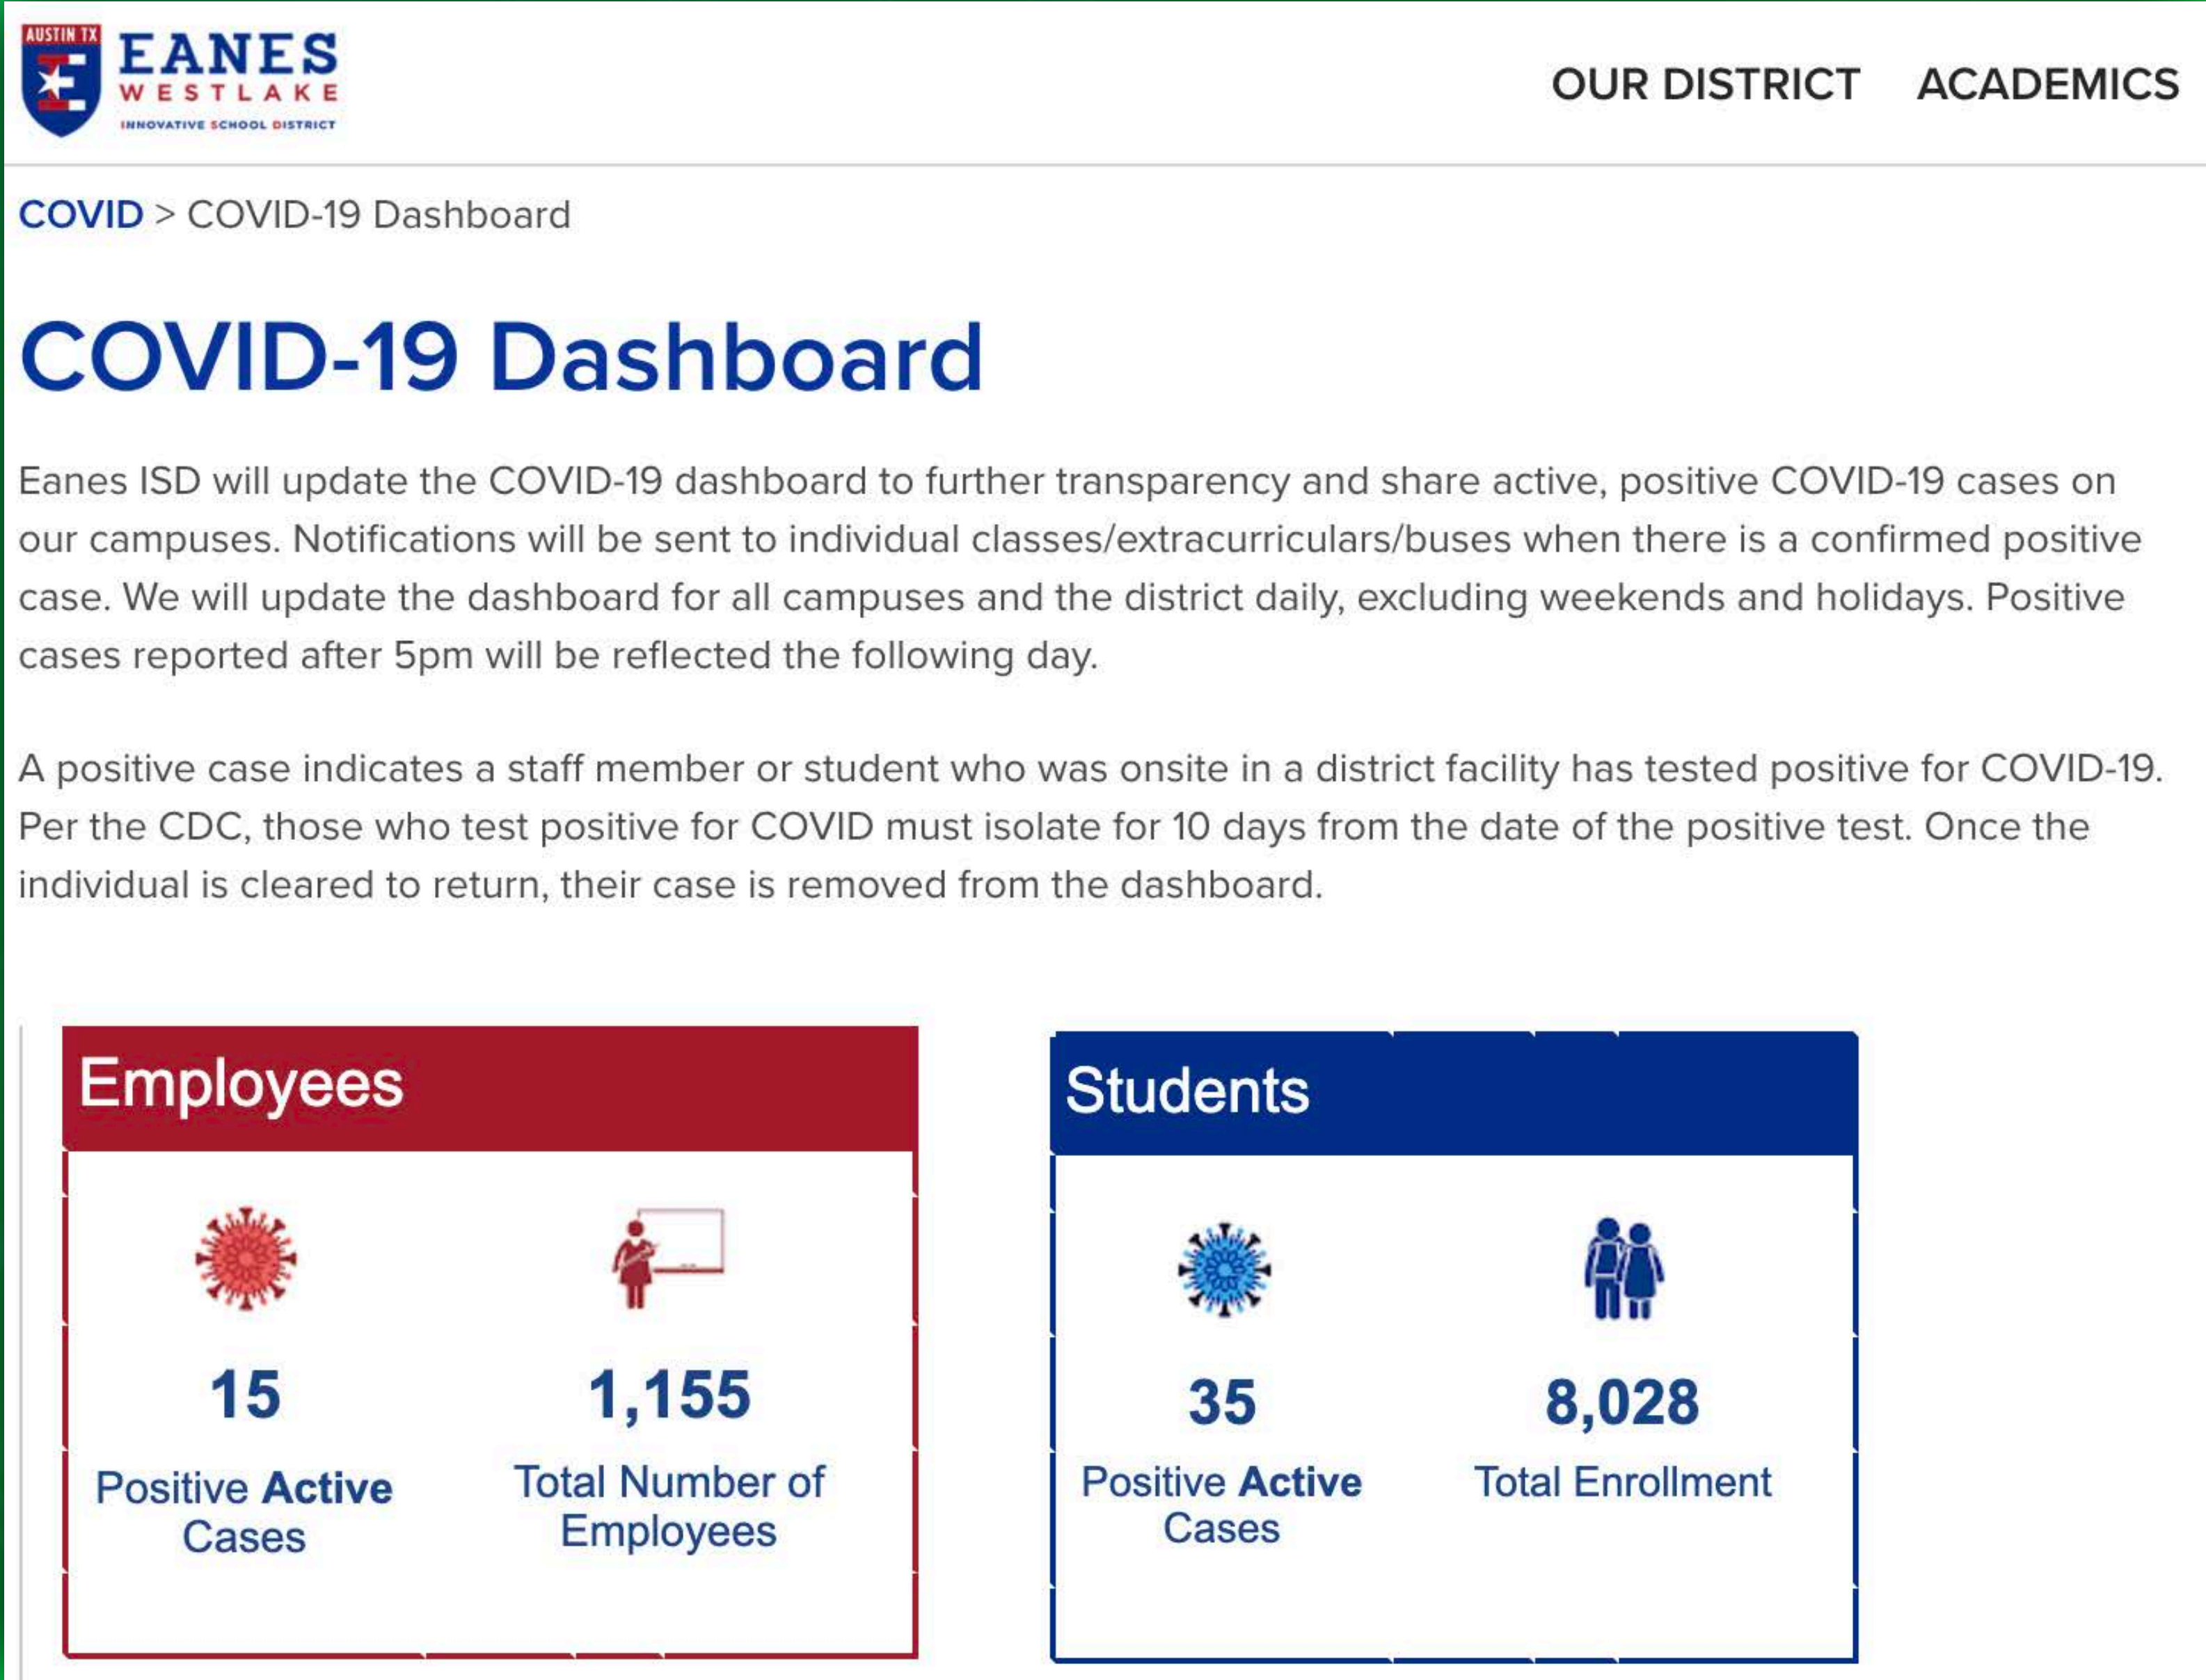 AUSTIN TX
EANES
WESTLAKE
INNOVATIVE SCHOOL DISTRICT
OUR DISTRICT ACADEMICS
COVID > COVID-19 Dashboard
COVID-19 Dashboard
Eanes ISD will update the COVID-19 dashboard to further transparency and share active, positive COVID-19 cases on
our campuses. Notifications will be sent to individual classes/extracurriculars/buses when there is a confirmed positive
case. We will update the dashboard for all campuses and the district daily, excluding weekends and holidays. Positive
cases reported after 5pm will be reflected the following day.
A positive case indicates a staff member or student who was onsite in a district facility has tested positive for COVID-19.
Per the CDC, those who test positive for COVID must isolate for 10 days from the date of the positive test. Once the
individual is cleared to return, their case is removed from the dashboard.
Employees
15
Positive Active
Cases
1,155
Total Number of
Employees
Students
35
Positive Active
Cases
8,028
Total Enrollment